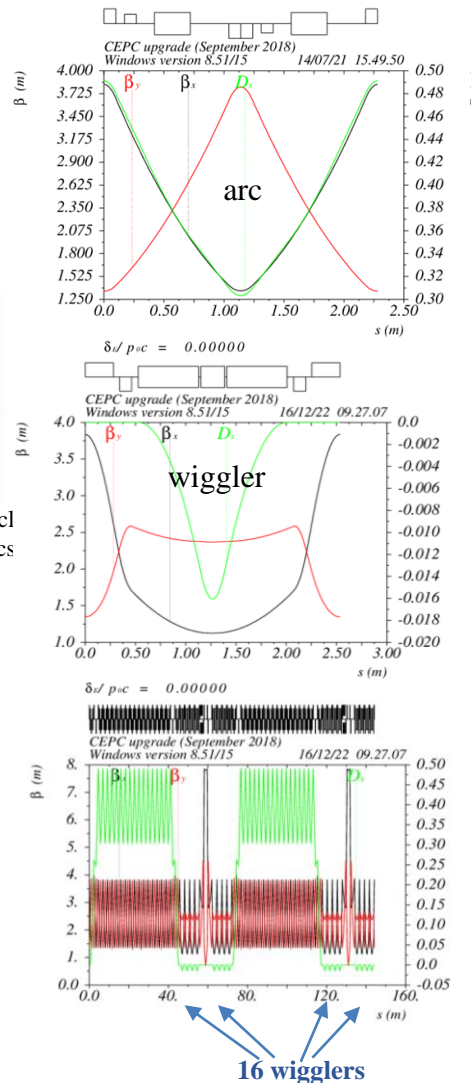 CEPC upgrade (September 2018)
Windows version 8.51/15 14/07/21 15.49.50
β (m)
4.000
3.725
3.450
3.175
2.900
2.625
2.350
2.075
1.800
1.525
1.250
βy βx Dx
0.50
0.48
0.46
0.44
0.42
0.40
0.38
0.36
0.34
0.32
0.30
arc
0.0 0.50 1.00 1.50 2.00 2.50
s (m)
δE/ p0c = 0.00000
CEPC upgrade (September 2018)
Windows version 8.51/15 16/12/22 09.27.07
β (m)
4.0
3.5
3.0
2.5
2.0
1.5
1.0
βy βx Dx
0.0
-0.002
-0.004
-0.006
-0.008
-0.010
-0.012
-0.014
-0.016
-0.018
-0.020
wiggler
cl
cs
0.0 0.50 1.00 1.50 2.00 2.50 3.00
s (m)
δE/ p0c = 0.00000
CEPC upgrade (September 2018)
Windows version 8.51/15 16/12/22 09.27.07
β (m)
8.
7.
6.
5.
4.
3.
2.
1.
0.0
βx βy Dx
0.50
0.45
0.40
0.35
0.30
0.25
0.20
0.15
0.10
0.05
0.0
-0.05
0.0 40. 80. 120. 160.
s (m)
16 wigglers